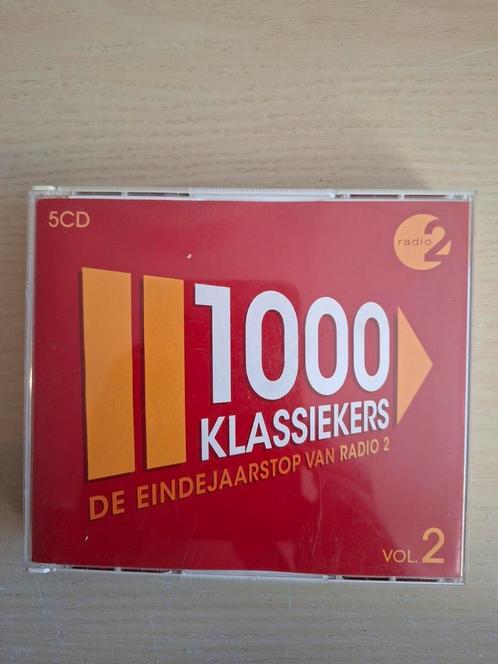 5CD
radio 2
1000
KLASSIEKERS
DE EINDEJAARSTOP VAN RADIO 2
VOL. 2